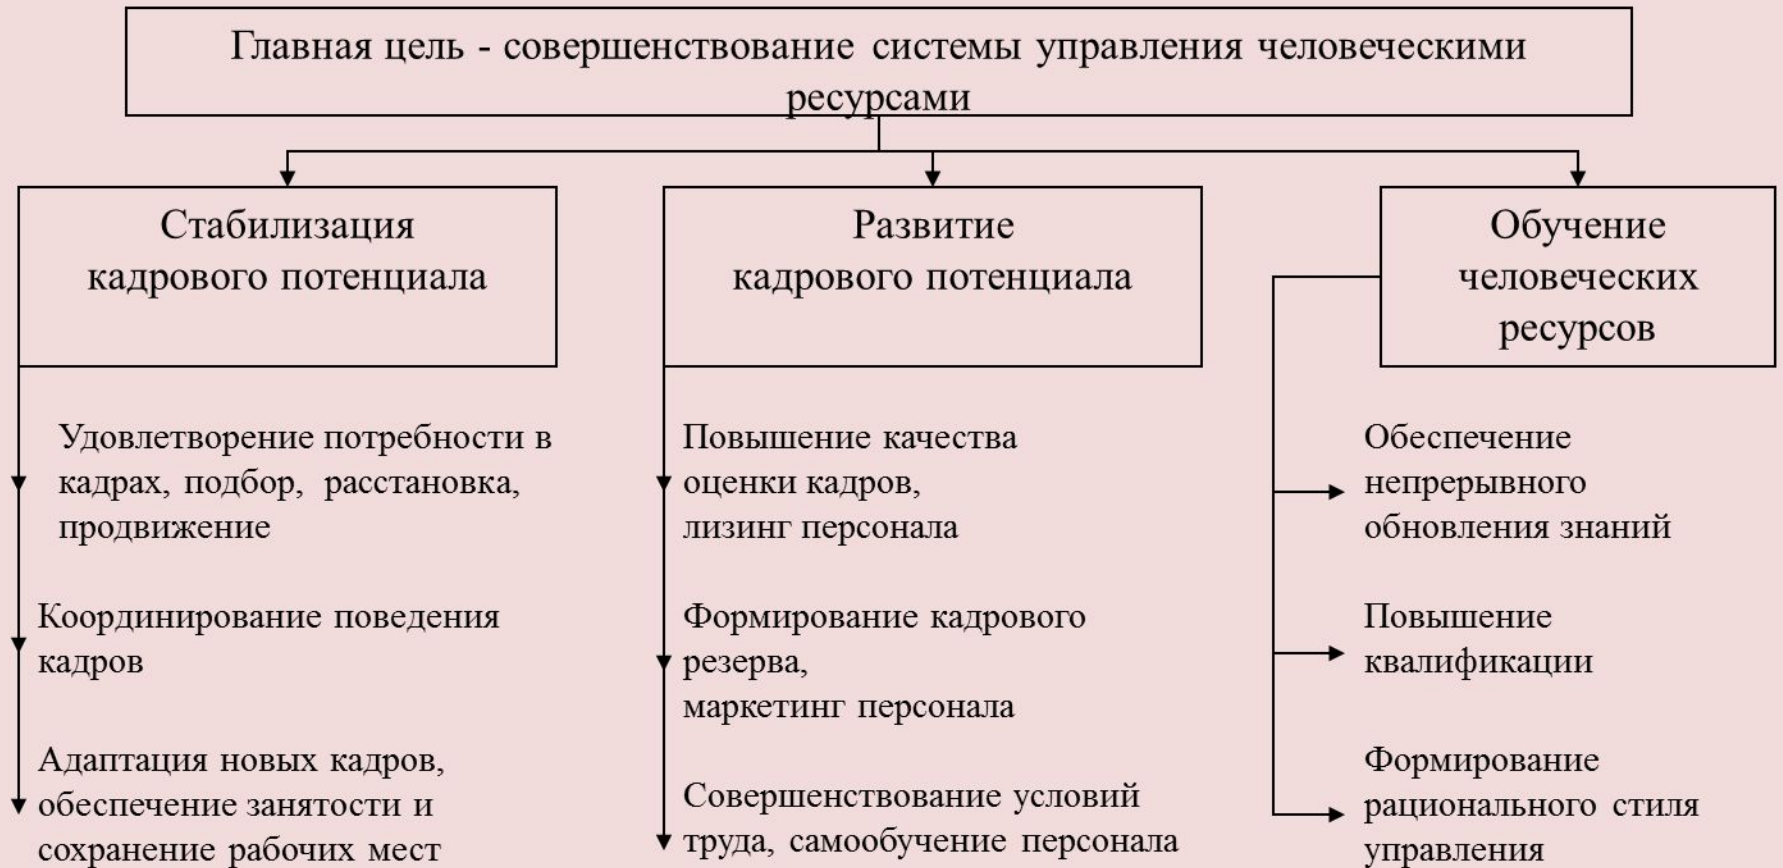 Главная цель - совершенствование системы управления человеческими
ресурсами
Стабилизация
кадрового потенциала
Удовлетворение потребности в
кадрах, подбор, расстановка,
продвижение
Координирование поведения
кадров
Адаптация новых кадров,
обеспечение занятости и
сохранение рабочих мест
Развитие
кадрового потенциала
Повышение качества
оценки кадров,
лизинг персонала
Формирование кадрового
резерва,
маркетинг персонала
Совершенствование условий
труда, самообучение персонала
Обучение
человеческих
ресурсов
Обеспечение
непрерывного
обновления знаний
Повышение
квалификации
Формирование
рационального стиля
управления